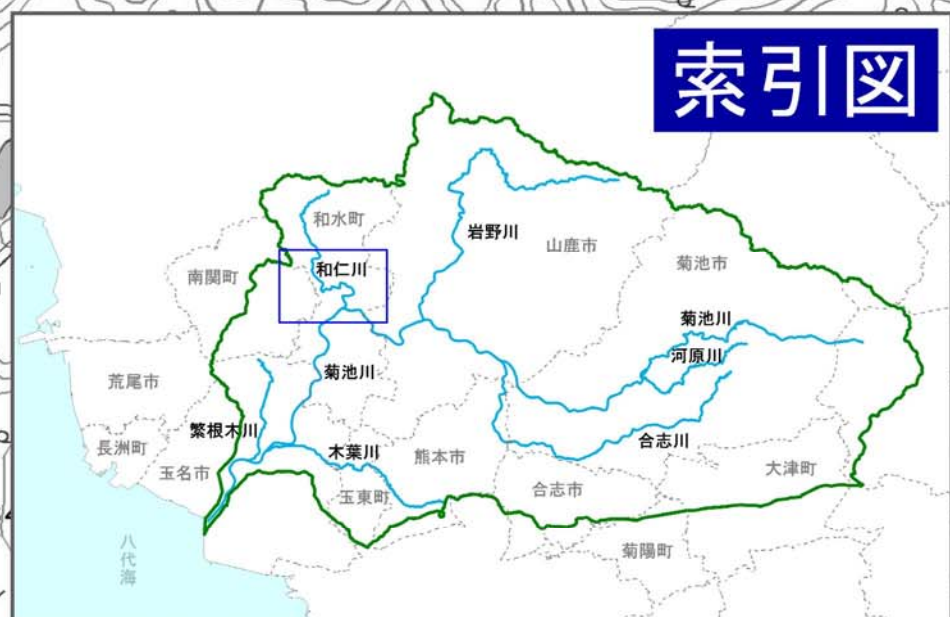 索引図
和水町
岩野川
山鹿市
和仁川
菊池市
南関町
菊池川
河原川
菊池川
荒尾市
繁根木川
合志川
長洲町
木葉川
熊本市
大津町
玉名市
合志市
玉東町
八代海
菊陽町